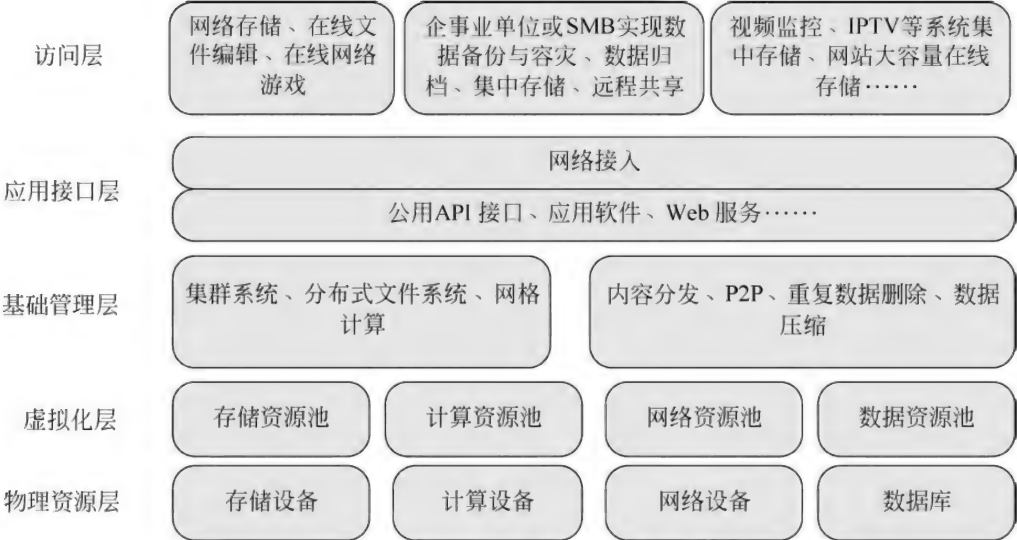 访问层
网络存储、在线文
件编辑、在线网络
游戏
企事业单位或SMB实现数
据备份与容灾、数据归
档、集中存储、远程共享
视频监控、IPTV等系统集
中存储、网站大容量在线
存储……
应用接口层
网络接入
公用API 接口、应用软件、Web 服务……
基础管理层
集群系统、分布式文件系统、网格
计算
内容分发、P2P、重复数据删除、数据
压缩
虚拟化层
存储资源池
计算资源池
网络资源池
数据资源池
物理资源层
存储设备
计算设备
网络设备
数据库